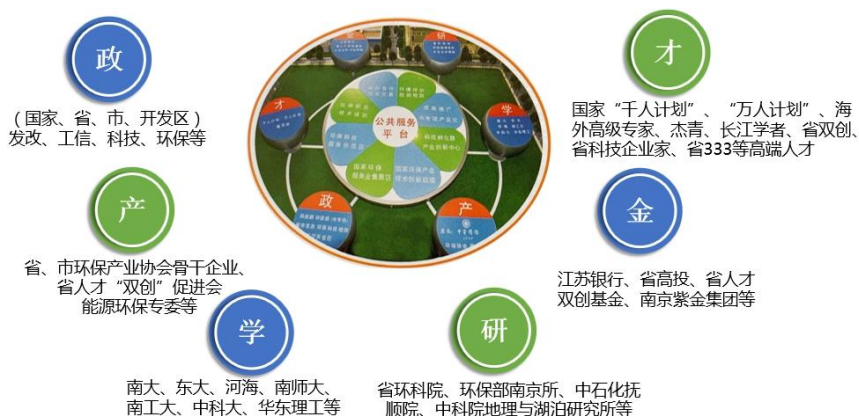 政
（国家、省、市、开发区）
发改、工信、科技、环保等
产
省、市环保产业协会骨干企业、
省人才“双创”促进会
能源环保专委等
学
南大、东大、河海、南师大、
南工大、中科大、华东理工等
研
省环科院、环保部南京所、中石化抚
顺院、中科院地理与湖泊研究所等
金
江苏银行、省高投、省人才
双创基金、南京紫金集团等
才
国家“千人计划”、“万人计划”、海
外高级专家、杰青、长江学者、省双创、
省科技企业家、省333等高端人才
公共服务
平台
研
学
产
政
才